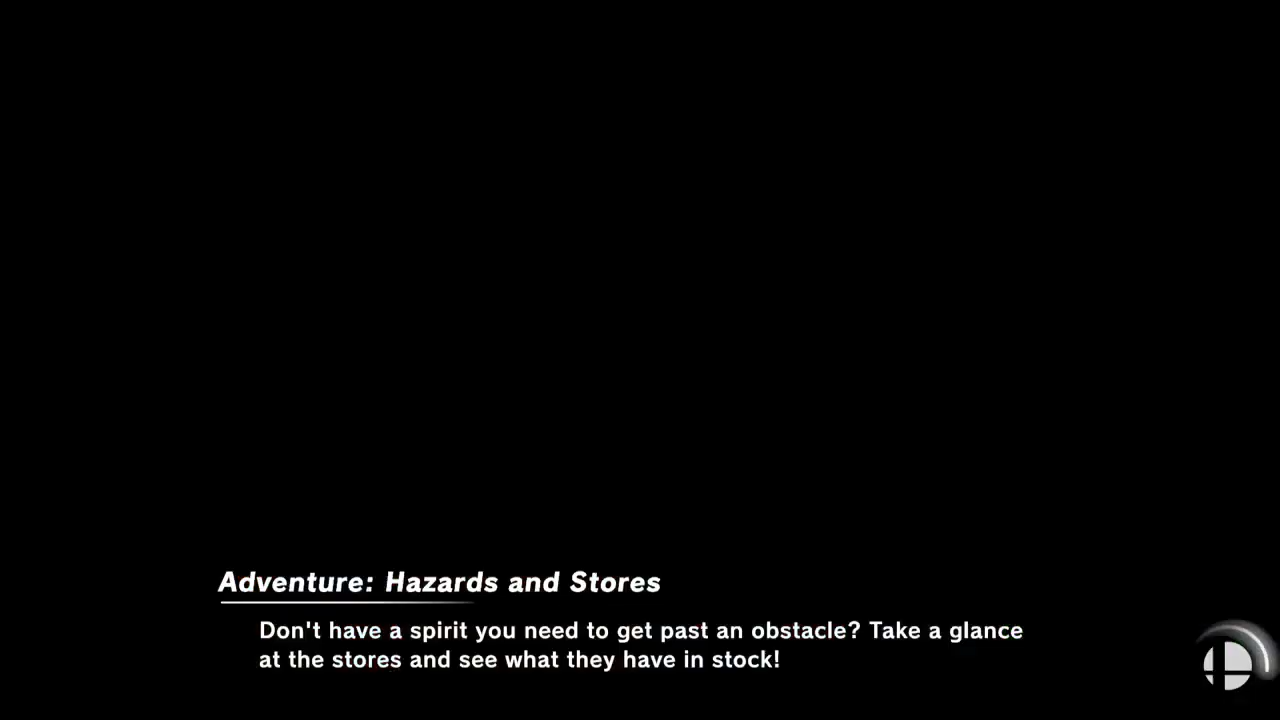 Adventure: Hazards and Stores
Don't have a spirit you need to get past an obstacle? Take a glance
at the stores and see what they have in stock!